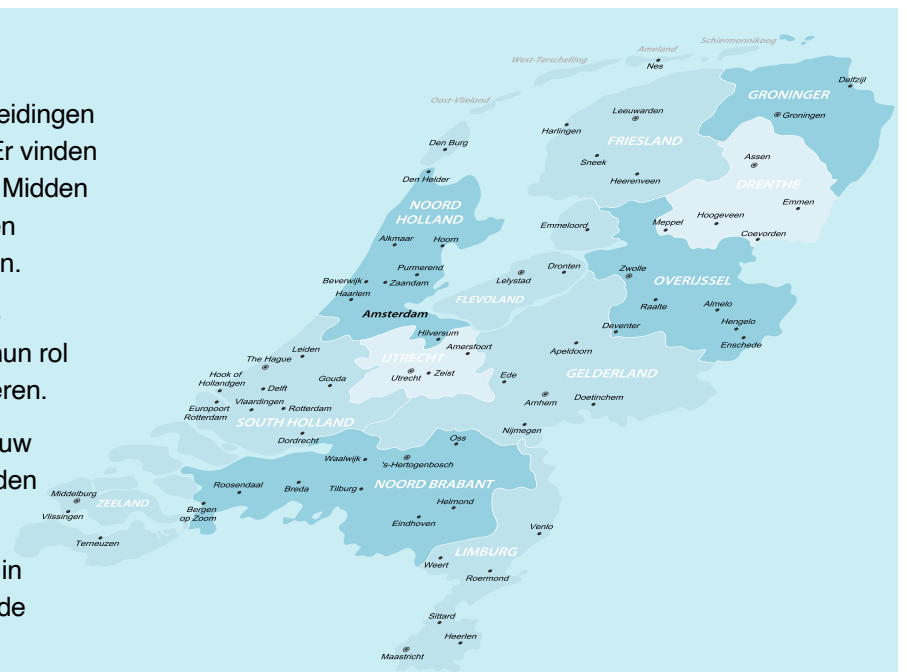 eidingen
Er vinden
Midden
en
n.
nun rol
eren.
uw
den
in
de
Schiermonnikoog
Ameland
West-Terschelling
Oost-Vlieland
Nes
Delfzijl
GRONINGER
Groningen
Leeuwarden
Harlingen
FRIESLAND
Sneek
Heerenveen
Assen
DRENTHE
Emmen
Hoogeveen
Meppel
Coevorden
Den Burg
Den Helder
NOORD
HOLLAND
Alkmaar
Hoorn
Purmerend
Beverwijk
Zaandam
Haarlem
Amsterdam
Hilversum
Emmeloord
Dronten
Lelystad
FLEVOLAND
Zwolle
OVERIJSSEL
Raalte
Almelo
Hengelo
Enschede
Deventer
Apeldoorn
GELDERLAND
Ede
Arnhem
Doetinchem
Nijmegen
Amersfoort
UTRECHT
Utrecht
Zeist
Leiden
The Hague
Hook of
Hollandgen
Delft
Gouda
Europoort
Rotterdam
Vlaardingen
Rotterdam
SOUTH HOLLAND
Dordrecht
Oss
Waalwijk
's-Hertogenbosch
Roosendaal
Breda
Tilburg
NOORD BRABANT
Helmond
Eindhoven
Bergen
op Zoom
Middelburg
ZEELAND
Vlissingen
Terneuzen
Venlo
LIMBURG
Weert
Roermond
Sittard
Heerlen
Maastricht